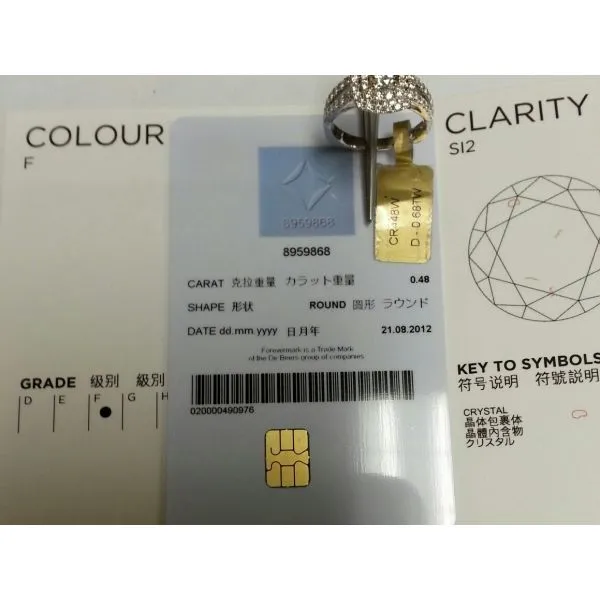 COLOUR
F
GRADE 级别 級別
D E F G H
8959868
8959868
CARAT 克拉重量 カラット重量 0.48
SHAPE 形状 ROUND 圆形 ラウンド
DATE dd.mm.yyyy 日月年 21.08.2012
Forevermark is a Trade Mark
of the De Beers group of companies
020000490976
D - 0.68TW
CLARITY
SI2
KEY TO SYMBOLS
符号说明 符號說明
CRYSTAL
晶体包裹体
晶體內含物
クリスタル